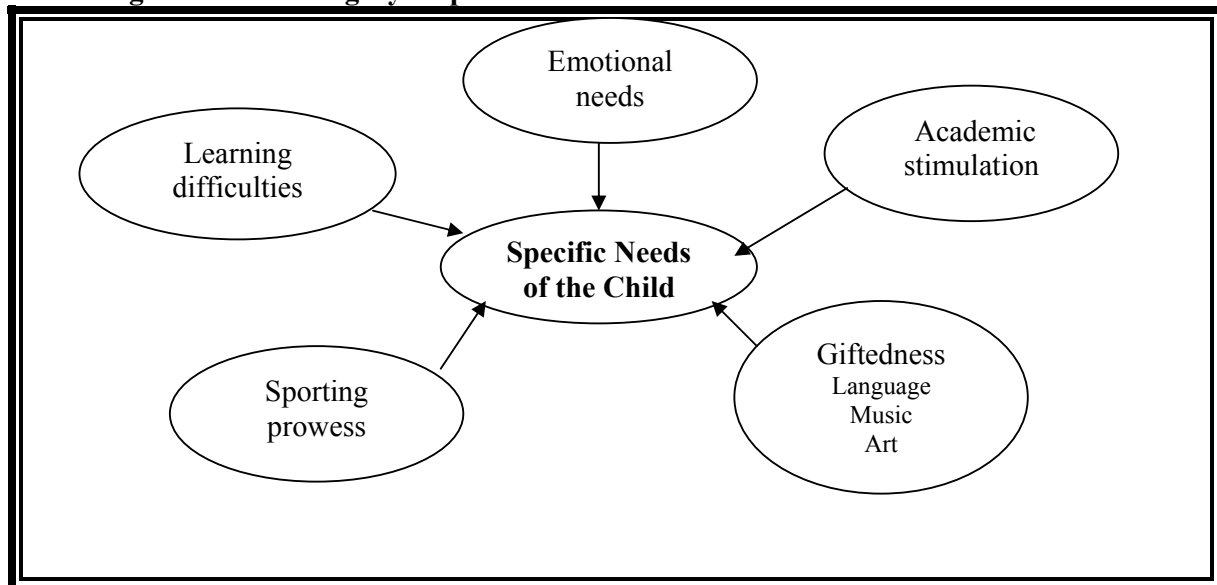 Emotional
needs
Learning
difficulties
Academic
stimulation
Specific Needs
of the Child
Sporting
prowess
Giftedness
Language
Music
Art